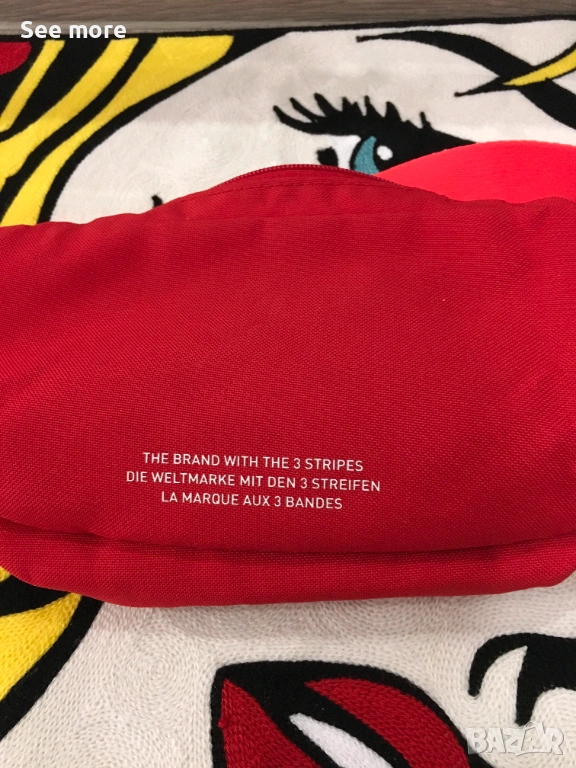 See more
THE BRAND WITH THE 3 STRIPES
DIE WELTMARKE MIT DEN 3 STREIFEN
LA MARQUE AUX 3 BANDES
BAZAR